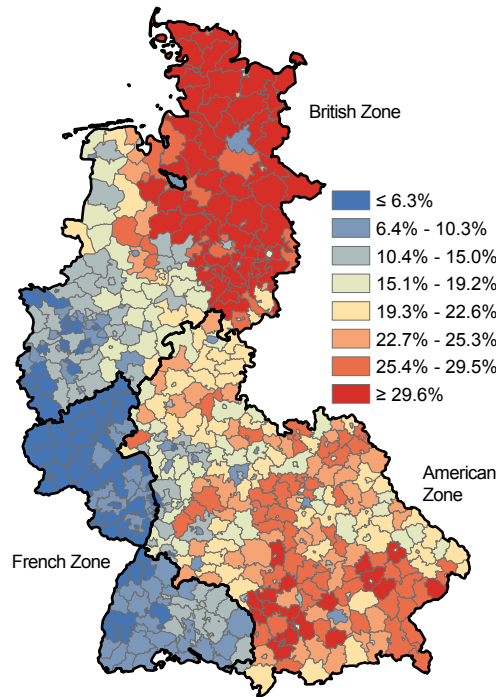 British Zone
≤ 6.3%
6.4% - 10.3%
10.4% - 15.0%
15.1% - 19.2%
19.3% - 22.6%
22.7% - 25.3%
25.4% - 29.5%
≥ 29.6%
American
Zone
French Zone